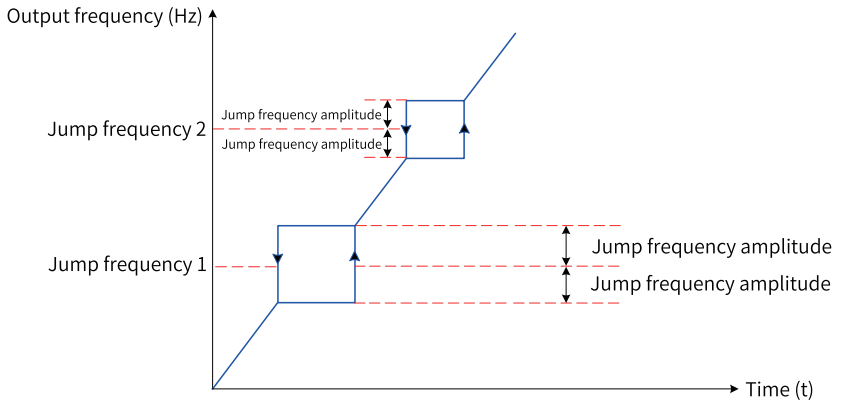 Output frequency (Hz)
Jump frequency amplitude
Jump frequency 2
Jump frequency amplitude
Jump frequency amplitude
Jump frequency 1
Jump frequency amplitude
Time (t)